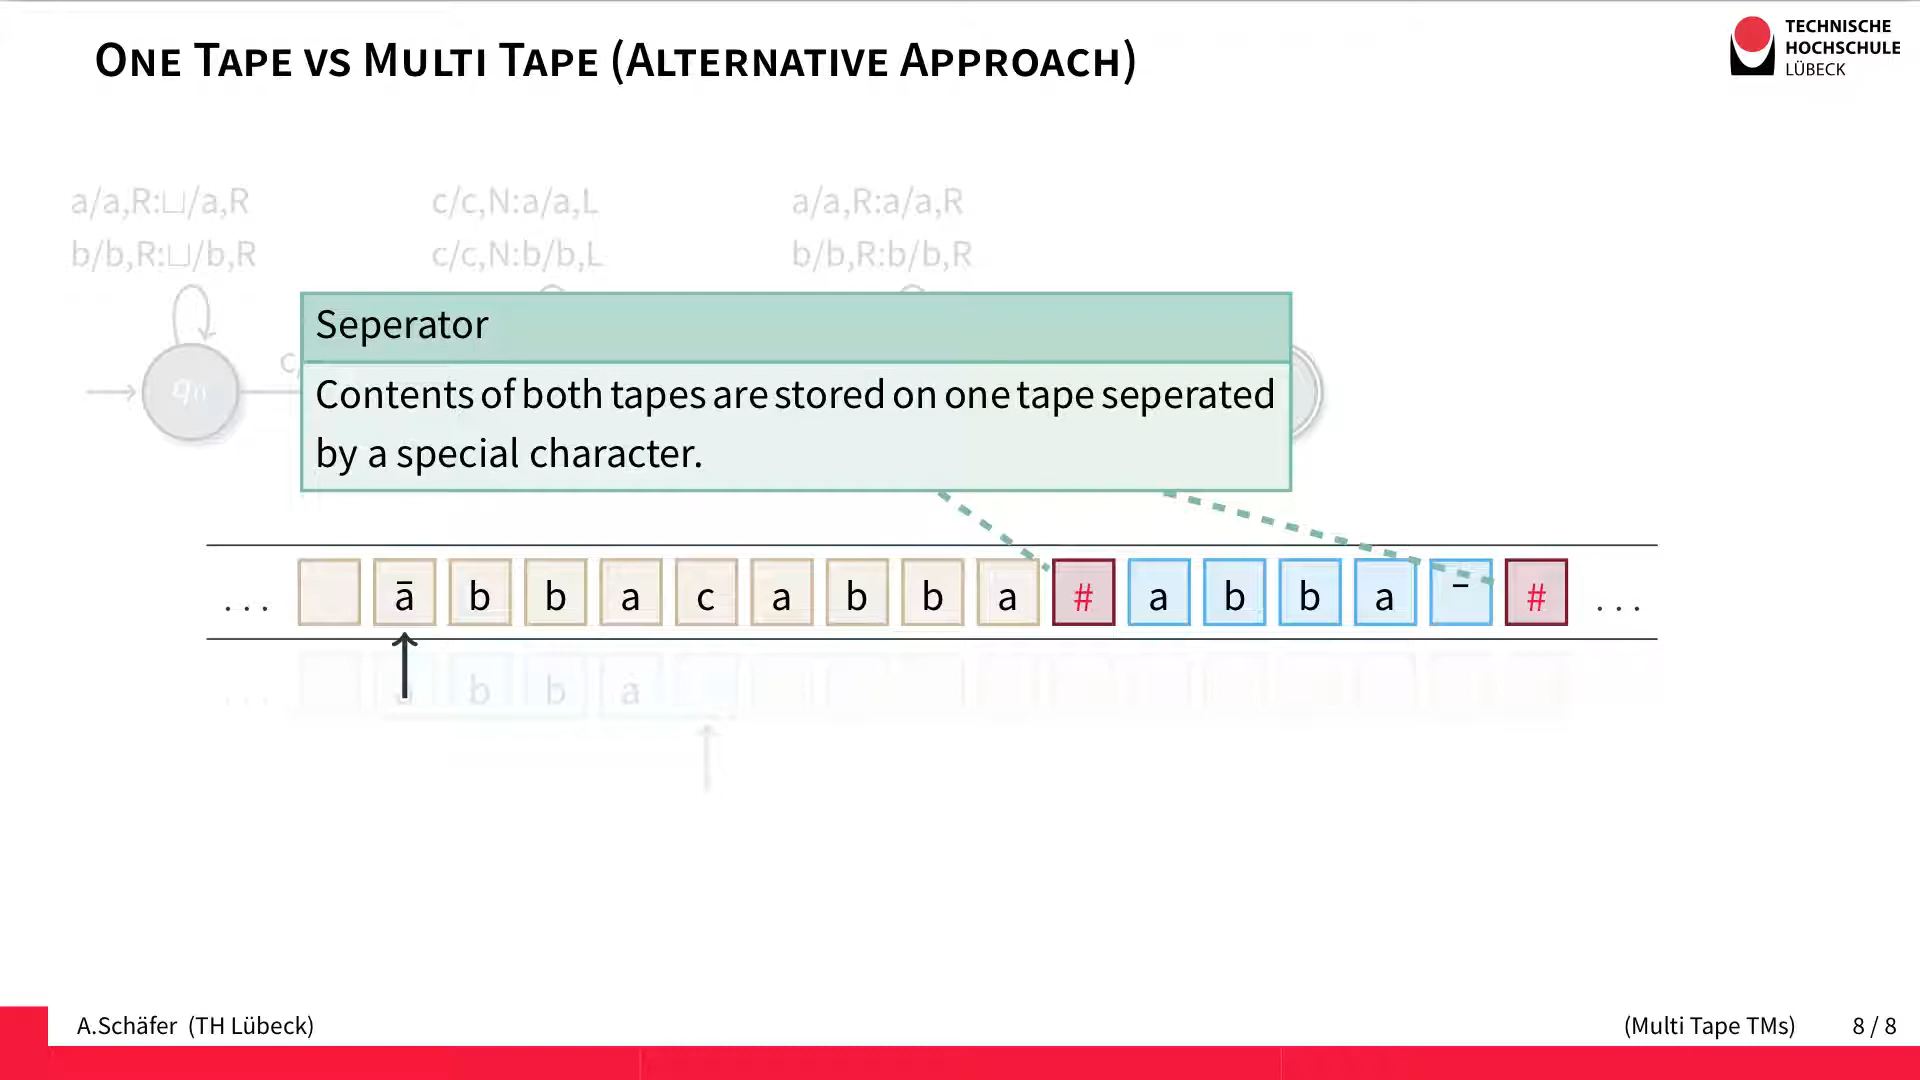 One Tape vs Multi Tape (Alternative Approach)
TECHNISCHE
HOCHSCHULE
LÜBECK
a/a,R:⊔/a,R c/c,N:a/a,L a/a,R:a/a,R
b/b,R:⊔/b,R c/c,N:b/b,L b/b,R:b/b,R
Seperator
q0 c/
Contents of both tapes are stored on one tape seperated
by a special character.
... ā b b a c a b b a # a b b a ¯ # ...
... a b b a
A.Schäfer (TH Lübeck) (Multi Tape TMs) 8 / 8